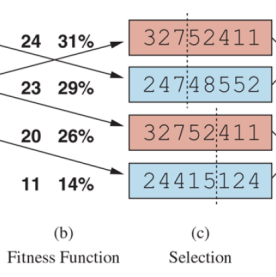 24 31% 32752411
23 29% 24748552
20 26% 32752411
11 14% 24415124
(b) (c)
Fitness Function Selection